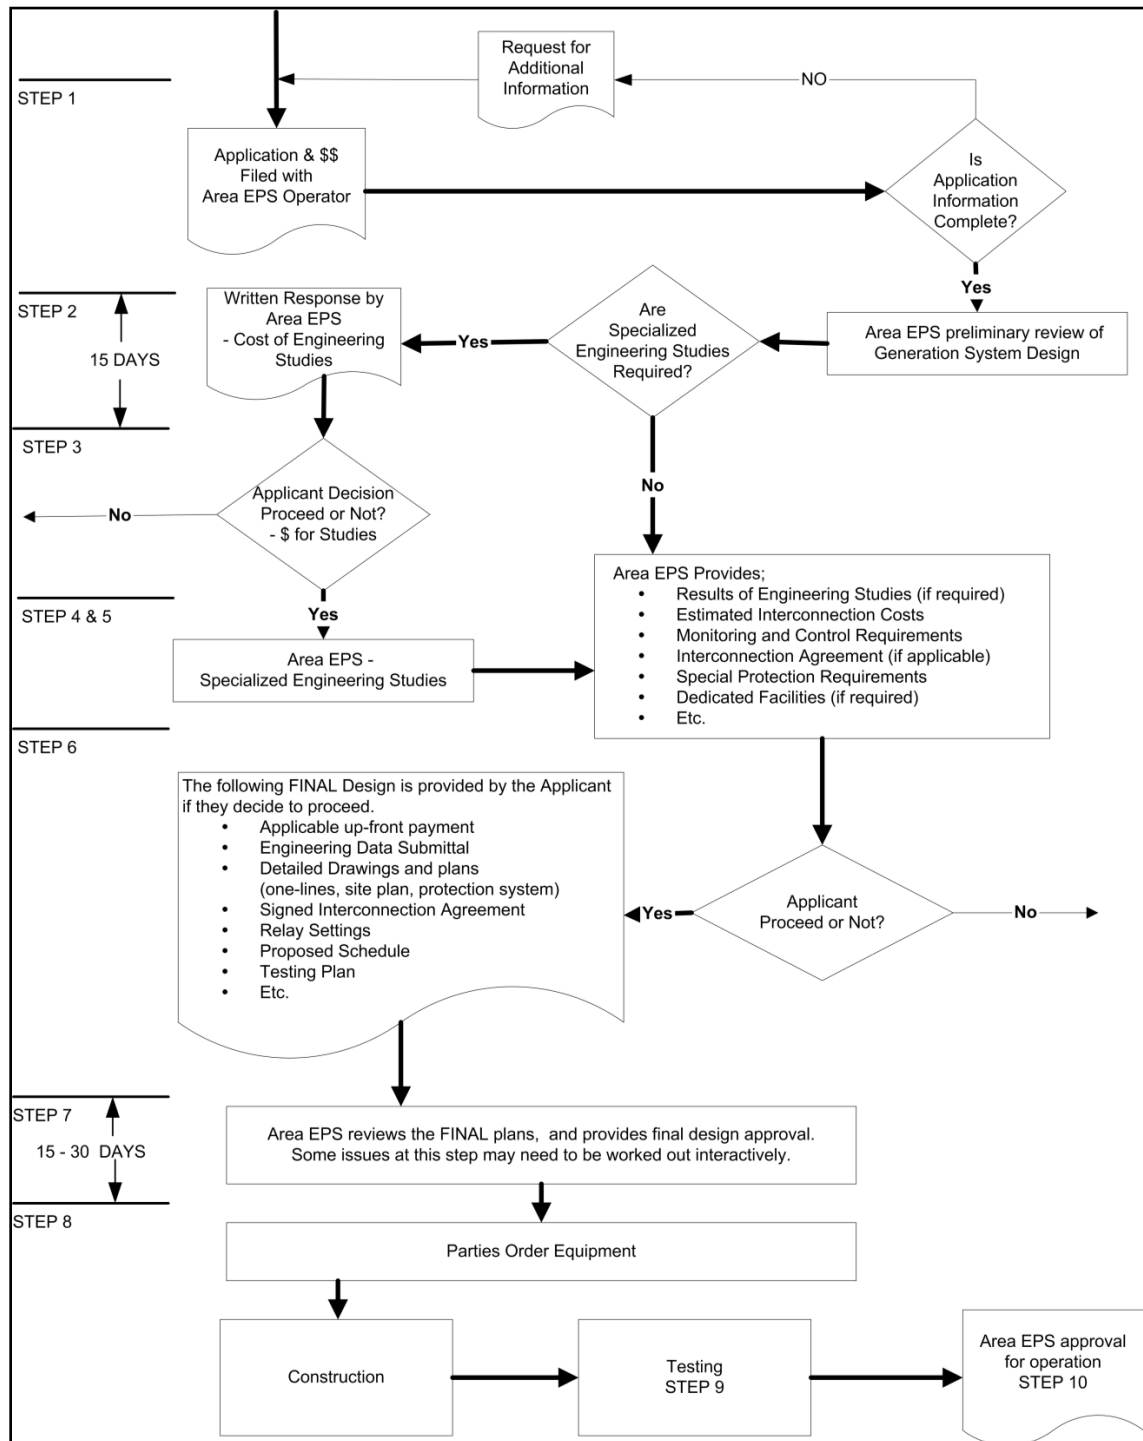 Request for
Additional
Information
NO
STEP 1
Application & $$
Filed with
Area EPS Operator
Is
Application
Information
Complete?
Yes
STEP 2
15 DAYS
Written Response by
Area EPS
- Cost of Engineering
Studies
Yes
Are
Specialized
Engineering Studies
Required?
Area EPS preliminary review of
Generation System Design
STEP 3
No
Applicant Decision
Proceed or Not?
- $ for Studies
No
Yes
STEP 4 & 5
Area EPS -
Specialized Engineering Studies
Area EPS Provides;
• Results of Engineering Studies (if required)
• Estimated Interconnection Costs
• Monitoring and Control Requirements
• Interconnection Agreement (if applicable)
• Special Protection Requirements
• Dedicated Facilities (if required)
• Etc.
STEP 6
The following FINAL Design is provided by the Applicant
if they decide to proceed.
• Applicable up-front payment
• Engineering Data Submittal
• Detailed Drawings and plans
(one-lines, site plan, protection system)
• Signed Interconnection Agreement
• Relay Settings
• Proposed Schedule
• Testing Plan
• Etc.
Yes
Applicant
Proceed or Not?
No
STEP 7
15 - 30 DAYS
Area EPS reviews the FINAL plans, and provides final design approval.
Some issues at this step may need to be worked out interactively.
STEP 8
Parties Order Equipment
Construction
Testing
STEP 9
Area EPS approval
for operation
STEP 10